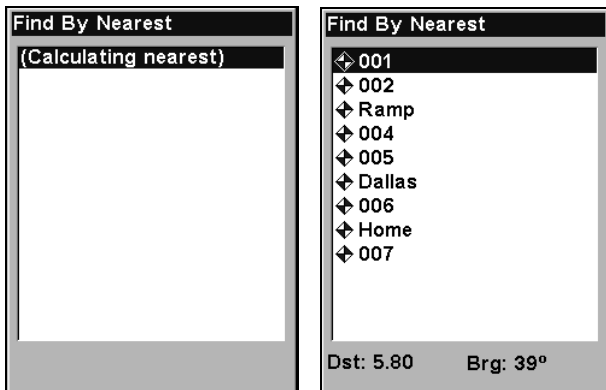 Find By Nearest
(Calculating nearest)
Find By Nearest
001
002
Ramp
004
005
Dallas
006
Home
007
Dst: 5.80 Brg: 39º